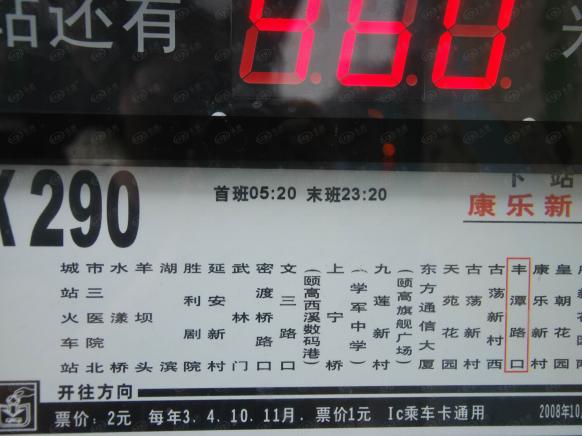 站还有
K290
首班05:20 末班23:20
下站
康乐新
城站火车站
市三医院北
水漾桥
羊坝头
湖滨
胜利剧院
延安新村
武林门
密渡桥路口
文三路口
(颐高西溪数码港)
上宁桥
(学军中学)
九莲新村
(颐高旗舰广场)
东方通信大厦
天苑花园
古荡新村
古荡新村西
丰潭路口
康乐新村
皇朝花园
开往方向
票价: 2元 每年3. 4. 10. 11月. 票价1元 Ic乘车卡通用 2008年10